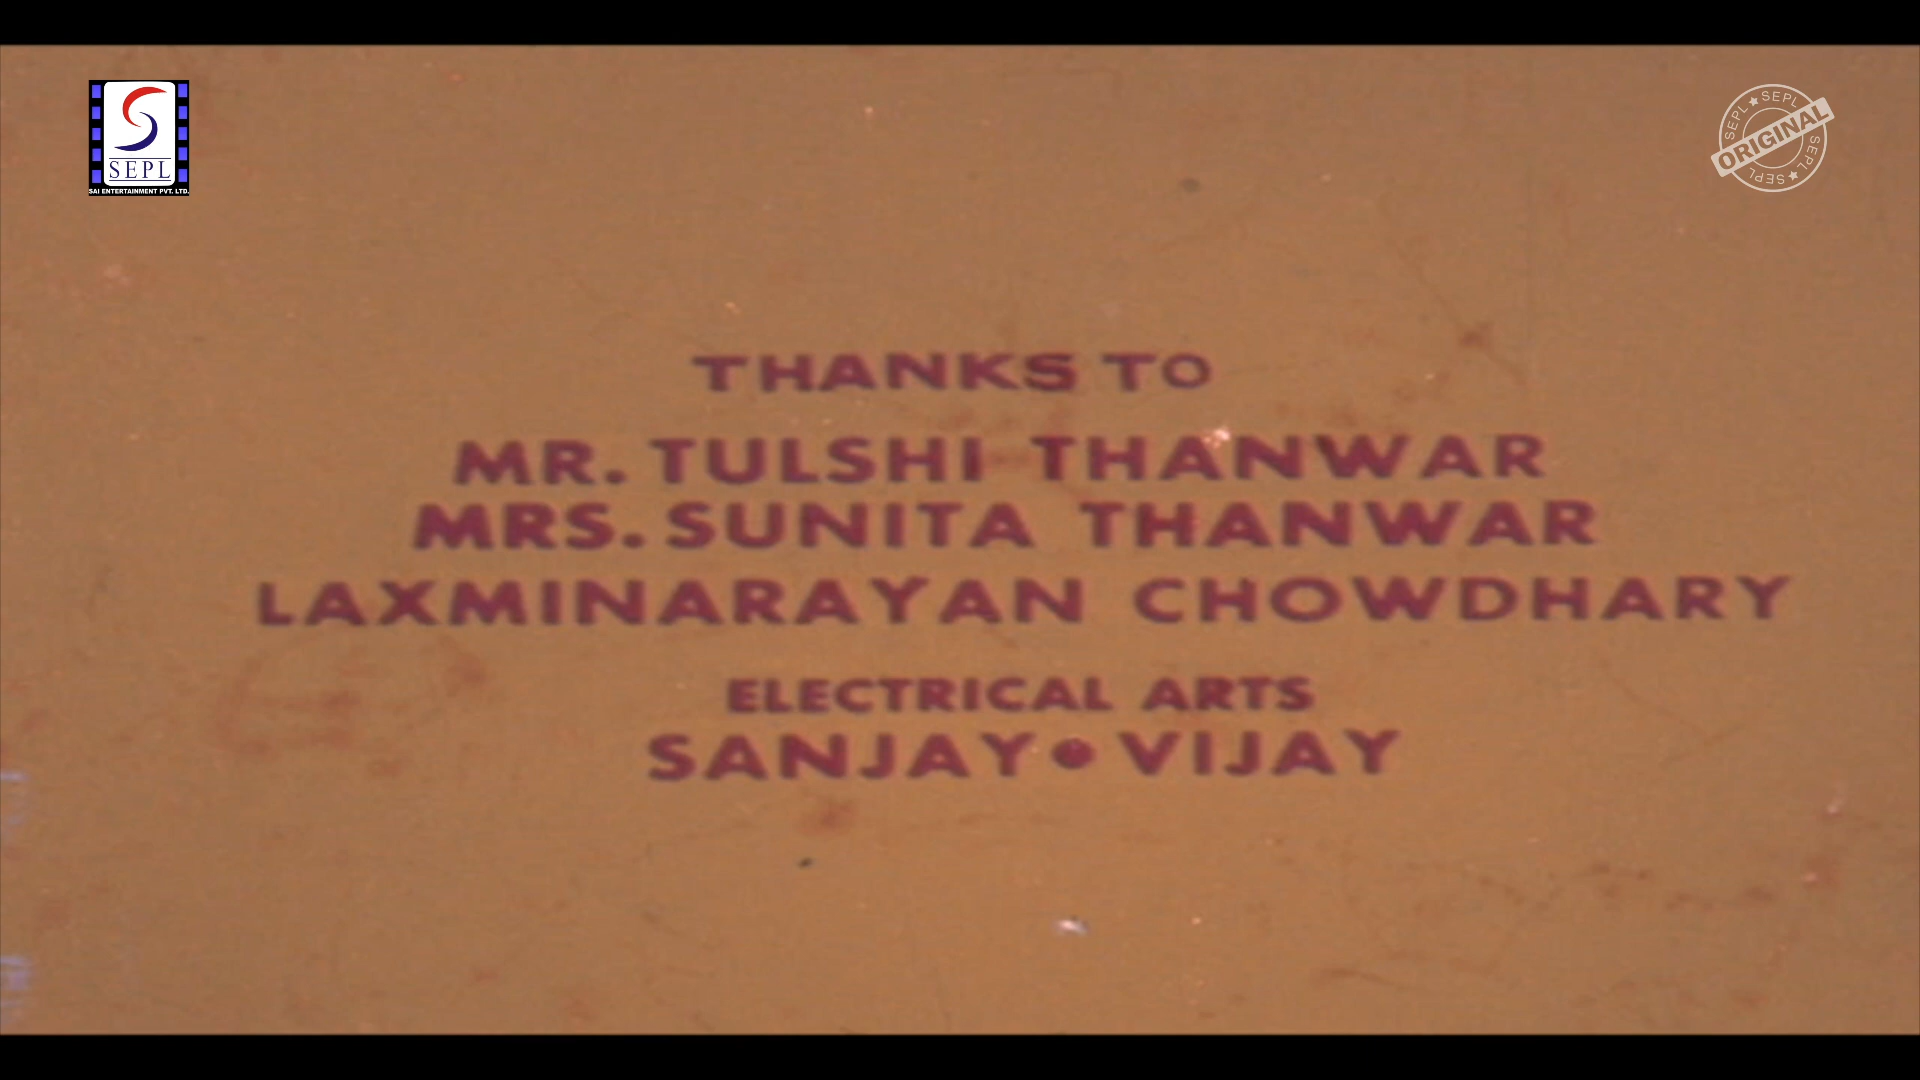 SEPL
SAI ENTERTAINMENT PVT. LTD.
SEPL SEPL SEPL SEPL
ORIGINAL
THANKS TO
MR. TULSHI THANWAR
MRS. SUNITA THANWAR
LAXMINARAYAN CHOWDHARY
ELECTRICAL ARTS
SANJAY • VIJAY